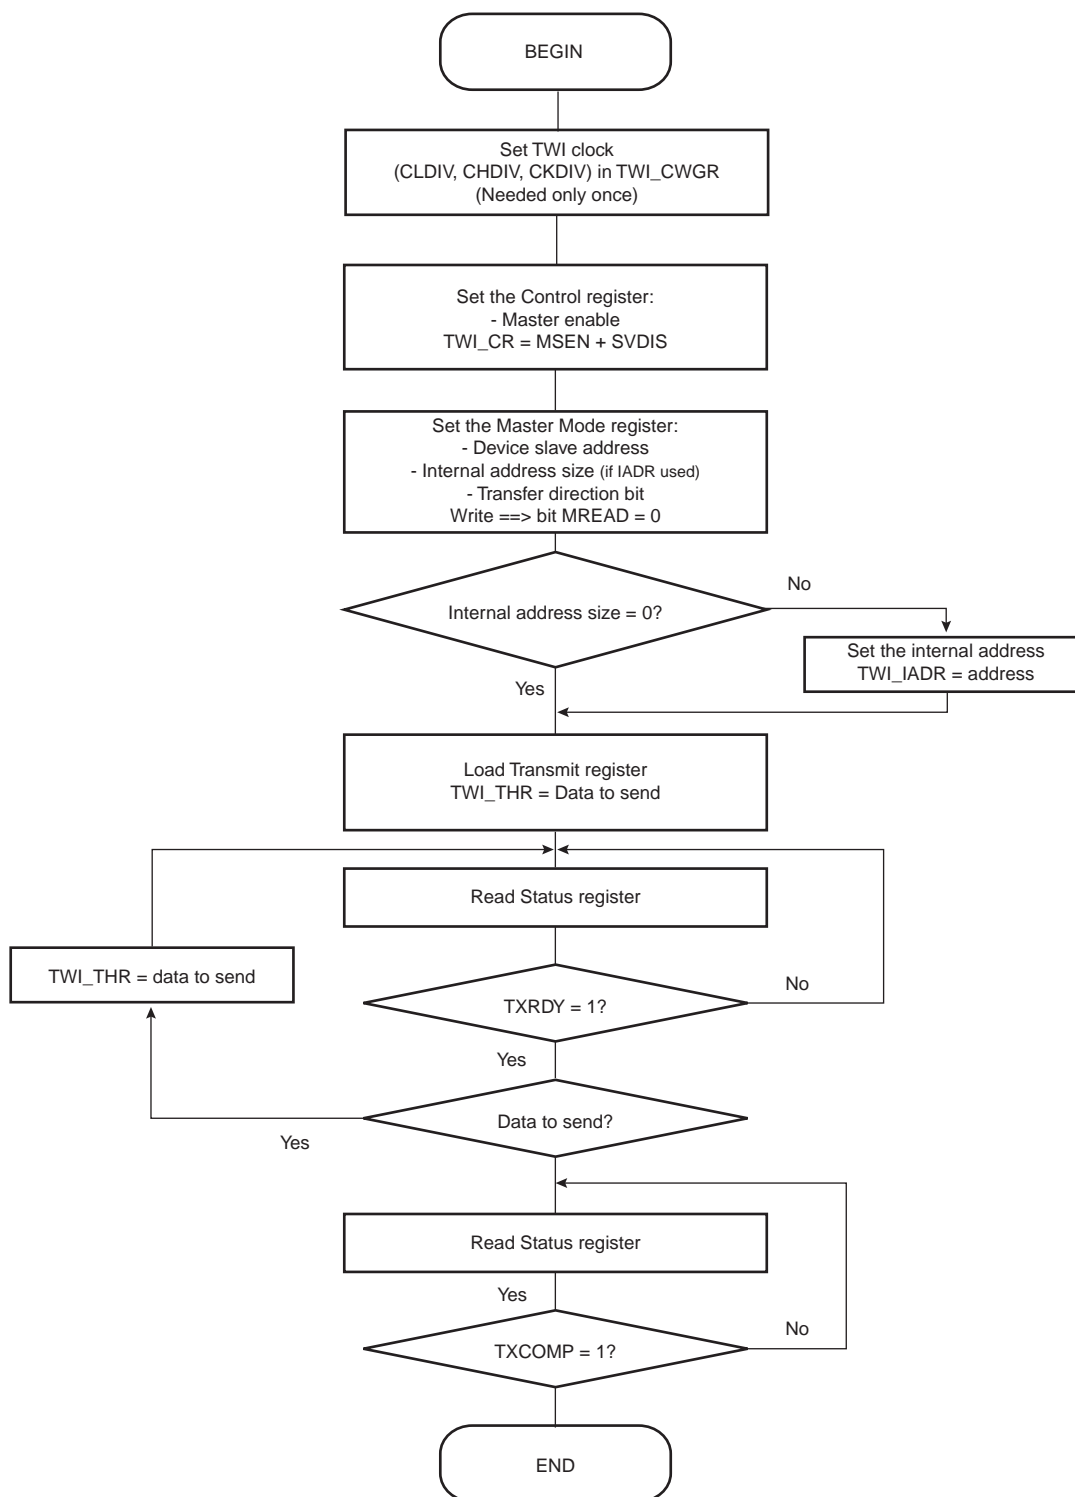 BEGIN
Set TWI clock
(CLDIV, CHDIV, CKDIV) in TWI_CWGR
(Needed only once)
Set the Control register:
- Master enable
TWI_CR = MSEN + SVDIS
Set the Master Mode register:
- Device slave address
- Internal address size (if IADR used)
- Transfer direction bit
Write ==> bit MREAD = 0
Internal address size = 0?
No
Set the internal address
TWI_IADR = address
Yes
Load Transmit register
TWI_THR = Data to send
Read Status register
TWI_THR = data to send
TXRDY = 1?
No
Yes
Data to send?
Yes
Read Status register
Yes
TXCOMP = 1?
No
END